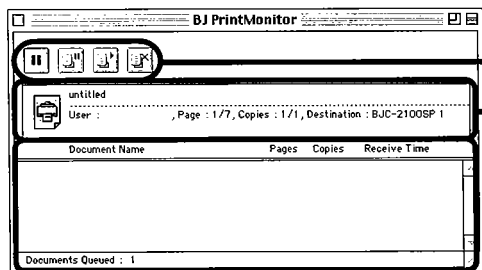 BJ PrintMonitor
untitled
User : , Page : 1/7, Copies : 1/1, Destination : BJC-2100SP 1
Document Name Pages Copies Receive Time
Documents Queued : 1